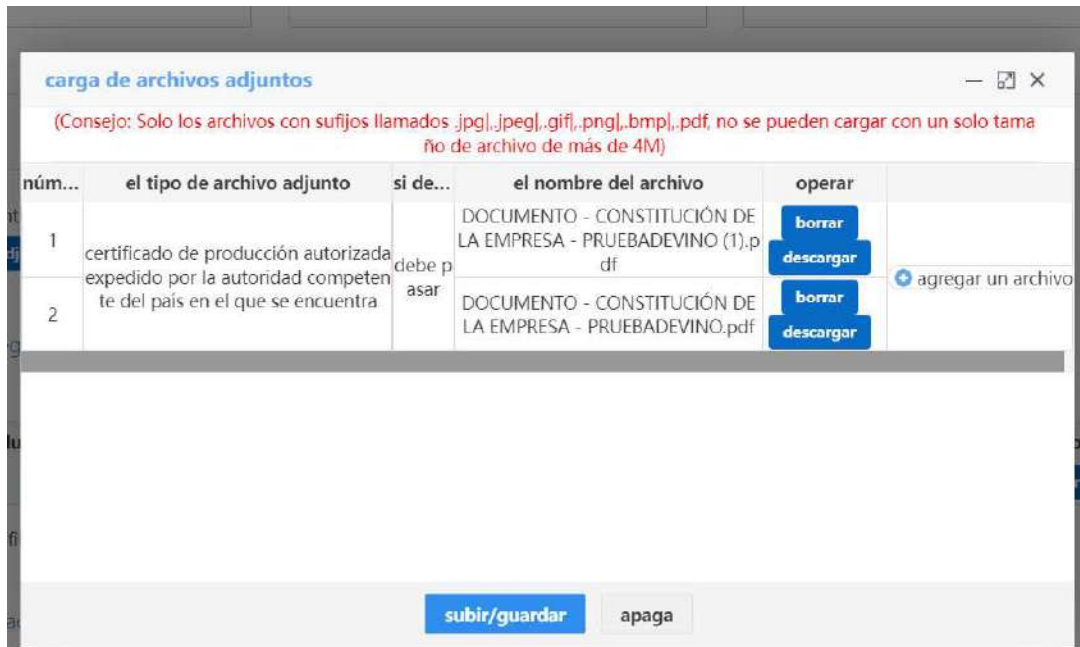 carga de archivos adjuntos
(Consejo: Solo los archivos con sufijos llamados .jpg|,.jpeg|,.gif|,.png|,.bmp|,.pdf, no se pueden cargar con un solo tama
ño de archivo de más de 4M)
núm... el tipo de archivo adjunto si de... el nombre del archivo operar
1
certificado de producción autorizada
expedido por la autoridad competen
te del país en el que se encuentra
debe p
asar
DOCUMENTO - CONSTITUCIÓN DE
LA EMPRESA - PRUEBADEVINO (1).p
df
borrar
descargar
agregar un archivo
2
DOCUMENTO - CONSTITUCIÓN DE
LA EMPRESA - PRUEBADEVINO.pdf
borrar
descargar
subir/guardar apaga